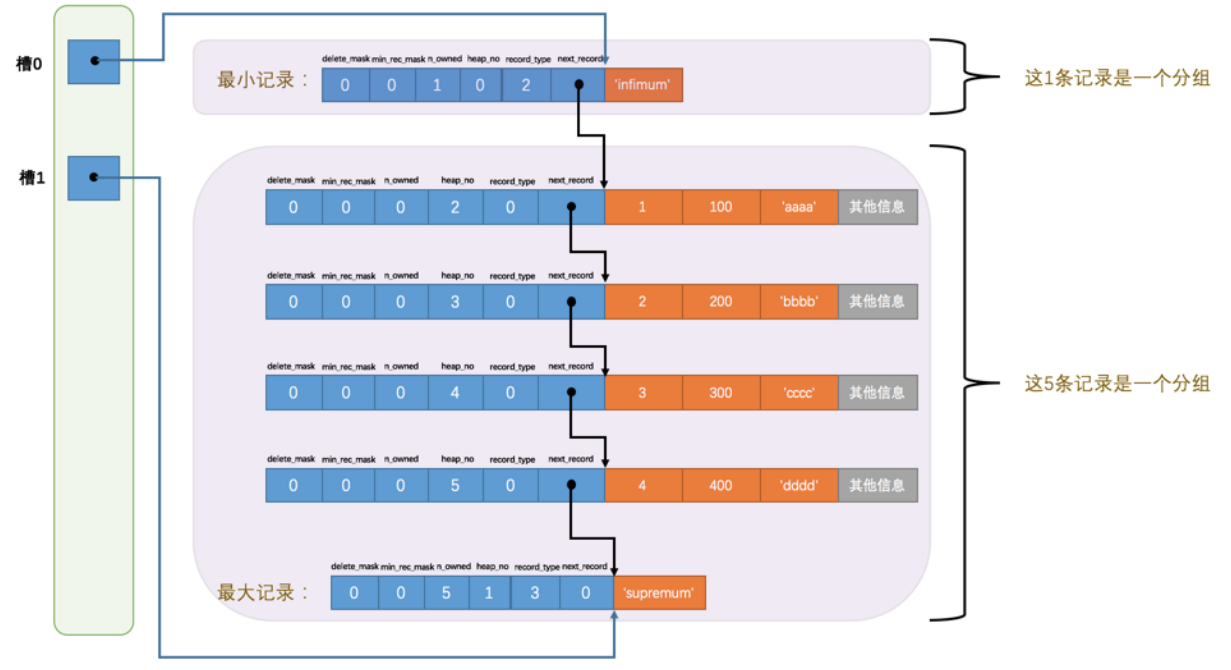 槽0
delete_mask min_rec_mask n_owned heap_no record_type next_record
最小记录： 0 0 1 0 2 'infimum'
这1条记录是一个分组
槽1
delete_mask min_rec_mask n_owned heap_no record_type next_record
0 0 0 2 0 1 100 'aaaa' 其他信息
delete_mask min_rec_mask n_owned heap_no record_type next_record
0 0 0 3 0 2 200 'bbbb' 其他信息
delete_mask min_rec_mask n_owned heap_no record_type next_record
0 0 0 4 0 3 300 'cccc' 其他信息
这5条记录是一个分组
delete_mask min_rec_mask n_owned heap_no record_type next_record
0 0 0 5 0 4 400 'dddd' 其他信息
delete_mask min_rec_mask n_owned heap_no record_type next_record
最大记录： 0 0 5 1 3 0 'supremum'